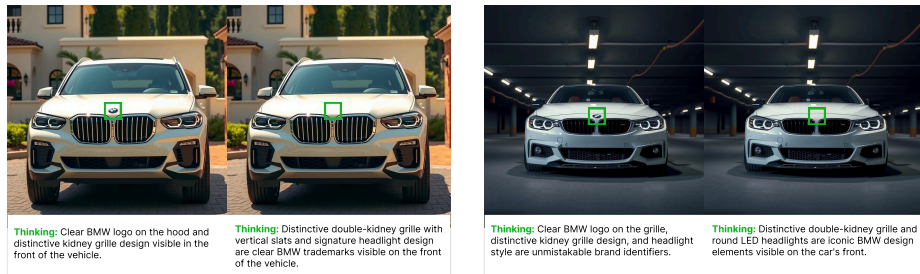 Thinking: Clear BMW logo on the hood and
distinctive kidney grille design visible in the
front of the vehicle.
Thinking: Distinctive double-kidney grille with
vertical slats and signature headlight design
are clear BMW trademarks visible on the front
of the vehicle.
Thinking: Clear BMW logo on the grille,
distinctive kidney grille design, and headlight
style are unmistakable brand identifiers.
Thinking: Distinctive double-kidney grille and
round LED headlights are iconic BMW design
elements visible on the car's front.